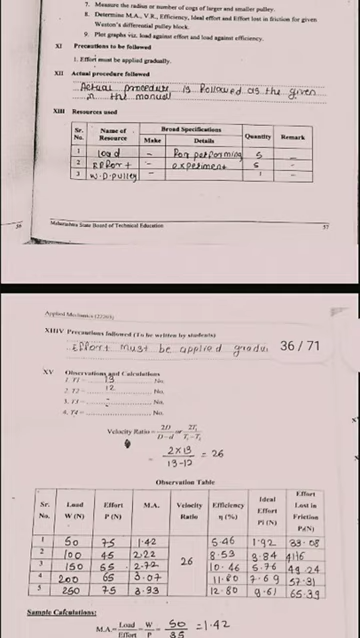 7. Measure the radius or number of cogs of larger and smaller pulley.
8. Determine M.A., V.R., Efficiency, Ideal effort and Effort lost in friction for given
Weston's differential pulley block.
9. Plot graphs viz. load against effort and load against efficiency.
XI Precautions to be followed
1. Effort must be applied gradually.
XII Actual procedure followed
Actual procedure is followed as the given
in the manual
XIII Resources used
Sr. No. Name of Resource Broad Specifications Quantity Remark
Make Details
1 load - For performing 5 -
2 Effort - experiment 5 -
3 W.D.Pulley - 1 -
Maharashtra State Board of Technical Education 57
Applied Mechanics (22203)
XIIIV Precautions followed (To be written by students)
Effort must be applied gradu
36 / 71
XV Observations and Calculations
1. T1 = 13 No.
2. T2 = 12 No.
3. T3 = - No.
4. T4 = No.
Velocity Ratio = 2D/D-d or 2T₁/T₁-T₂
= 2×13/13-12 = 26
Observation Table
Sr. No. Load W (N) Effort P (N) M.A. Velocity Ratio Efficiency η (%) Ideal Effort Pi (N) Effort Lost in Friction Pf(N)
1 50 1.42 5.46 1.92 33.08
2 100 45 2.22 8.53 3.84
3 150 55 2.72 26 10.46 5.76 49.24
4 200 65 3.07 11.80 7.69 57.31
5 250 75 3.33 12.80 9.61 65.39
Sample Calculations:
M.A. = Load/Effort = W/P = 50/35 = 1.42